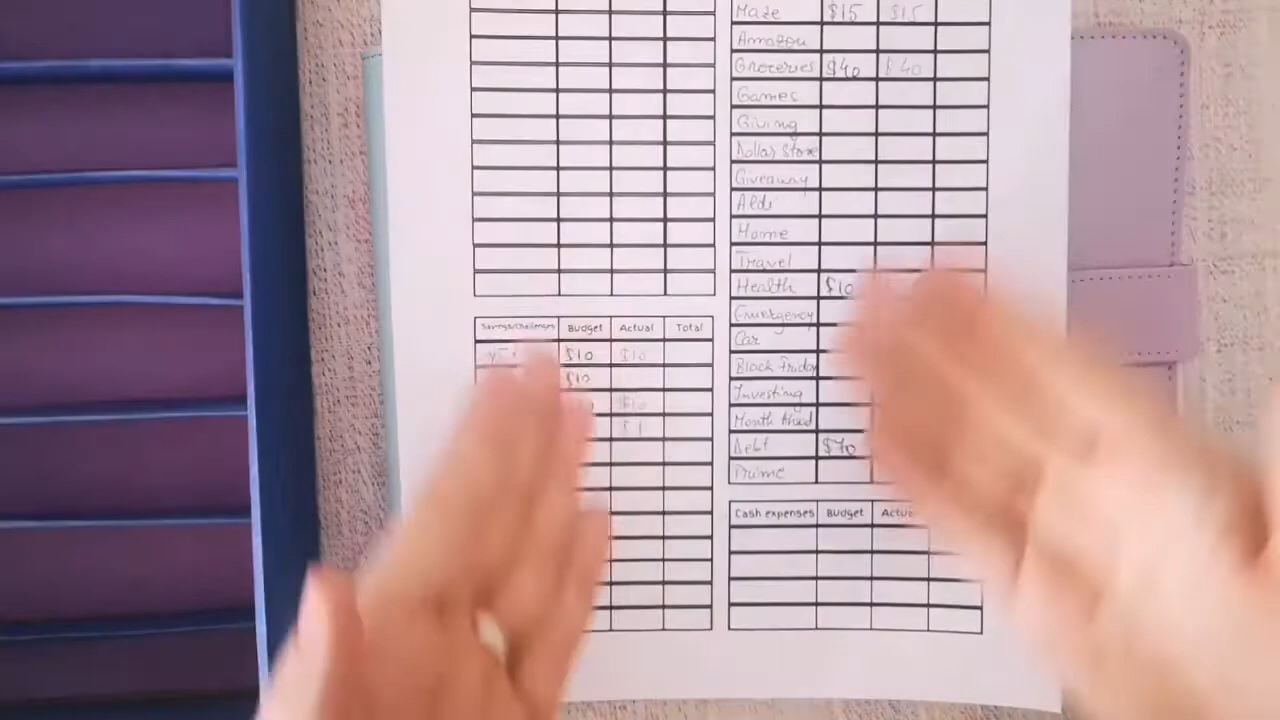 Maze $15 $15
Amazon
Groceries $40 $40
Games
Giving
Dollar Store
Giveaway
Aldi
Home
Travel
Health $10
Emergency
Car
Black Friday
Investing
Month Ahead
Debt $70
Prime
Savings/Challenges Budget Actual Total
$10 $10
$10
$10
$1
Cash expenses Budget